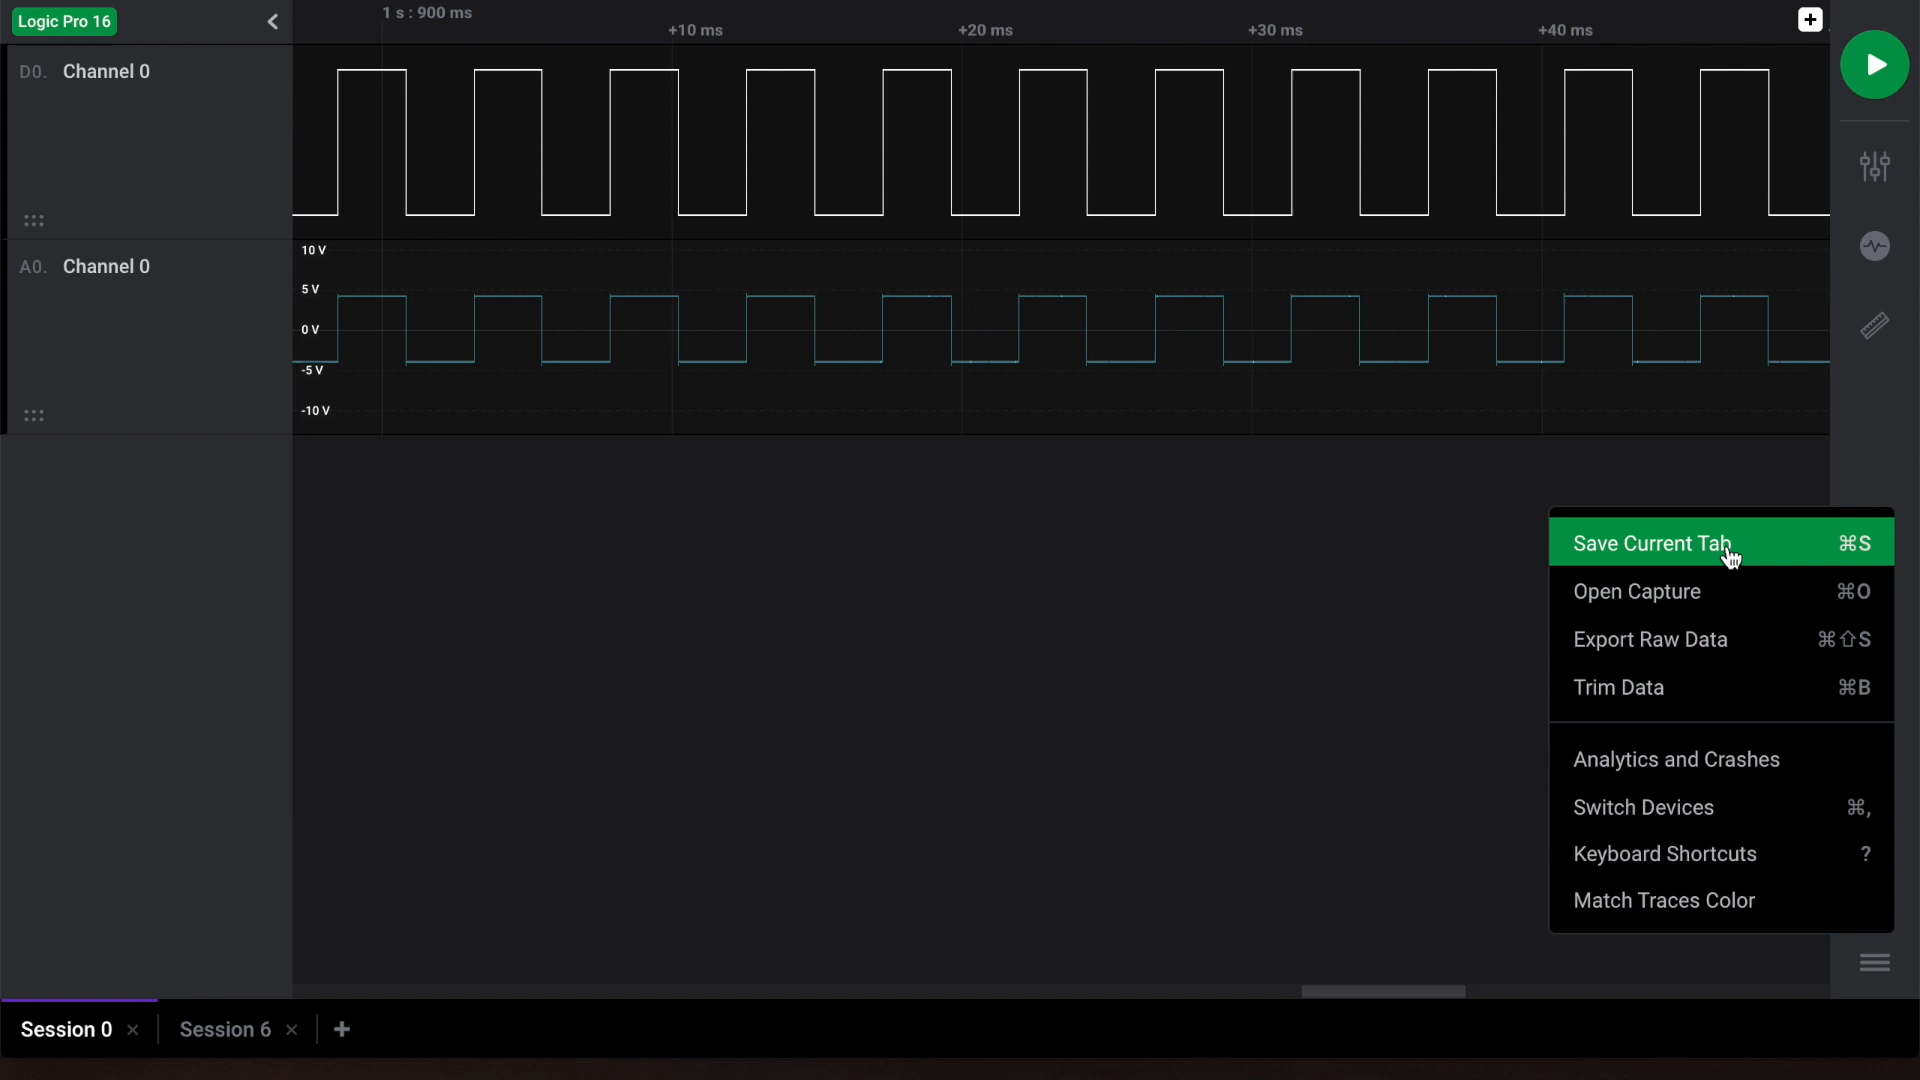 Logic Pro 16
1 s : 900 ms
+10 ms
+20 ms
+30 ms
+40 ms
D0. Channel 0
A0. Channel 0
10 V
5 V
0 V
-5 V
-10 V
Save Current Tab ⌘S
Open Capture ⌘O
Export Raw Data ⌘⇧S
Trim Data ⌘B
Analytics and Crashes
Switch Devices ⌘,
Keyboard Shortcuts ?
Match Traces Color
Session 0
Session 6